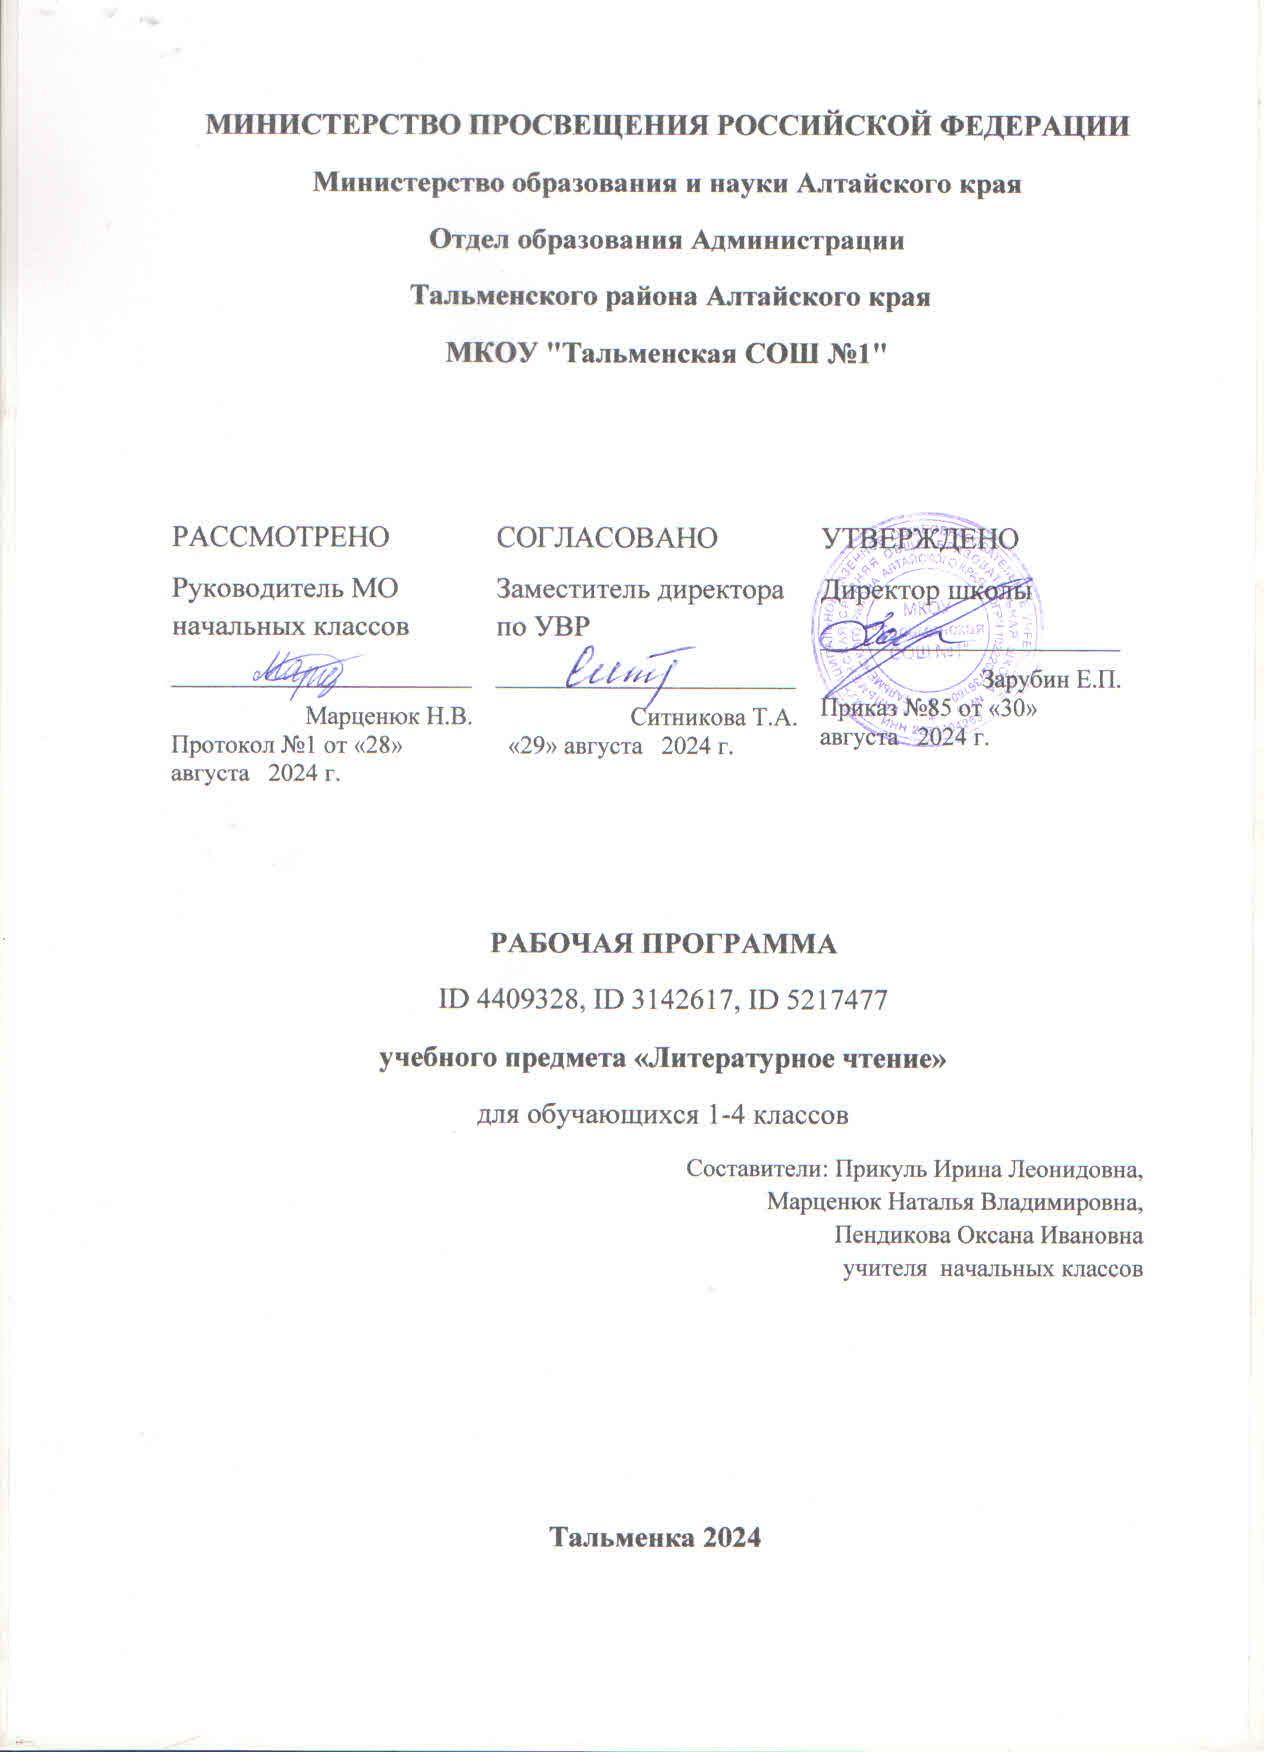 МИНИСТЕРСТВО ПРОСВЕЩЕНИЯ РОССИЙСКОЙ ФЕДЕРАЦИИ
Министерство образования и науки Алтайского края
Отдел образования Администрации
Тальменского района Алтайского края
МКОУ "Тальменская СОШ №1"
РАССМОТРЕНО
Руководитель МО
начальных классов
Марценюк Н.В.
Протокол №1 от «28»
августа 2024 г.
СОГЛАСОВАНО
Заместитель директора
по УВР
Ситникова Т.А.
«29» августа 2024 г.
УТВЕРЖДЕНО
Директор школы
Зарубин Е.П.
Приказ №85 от «30»
августа 2024 г.
МКОУ
СОШ №1
РАБОЧАЯ ПРОГРАММА
ID 4409328, ID 3142617, ID 5217477
учебного предмета «Литературное чтение»
для обучающихся 1-4 классов
Составители: Прикуль Ирина Леонидовна,
Марценюк Наталья Владимировна,
Пендикова Оксана Ивановна
учителя начальных классов
Тальменка 2024